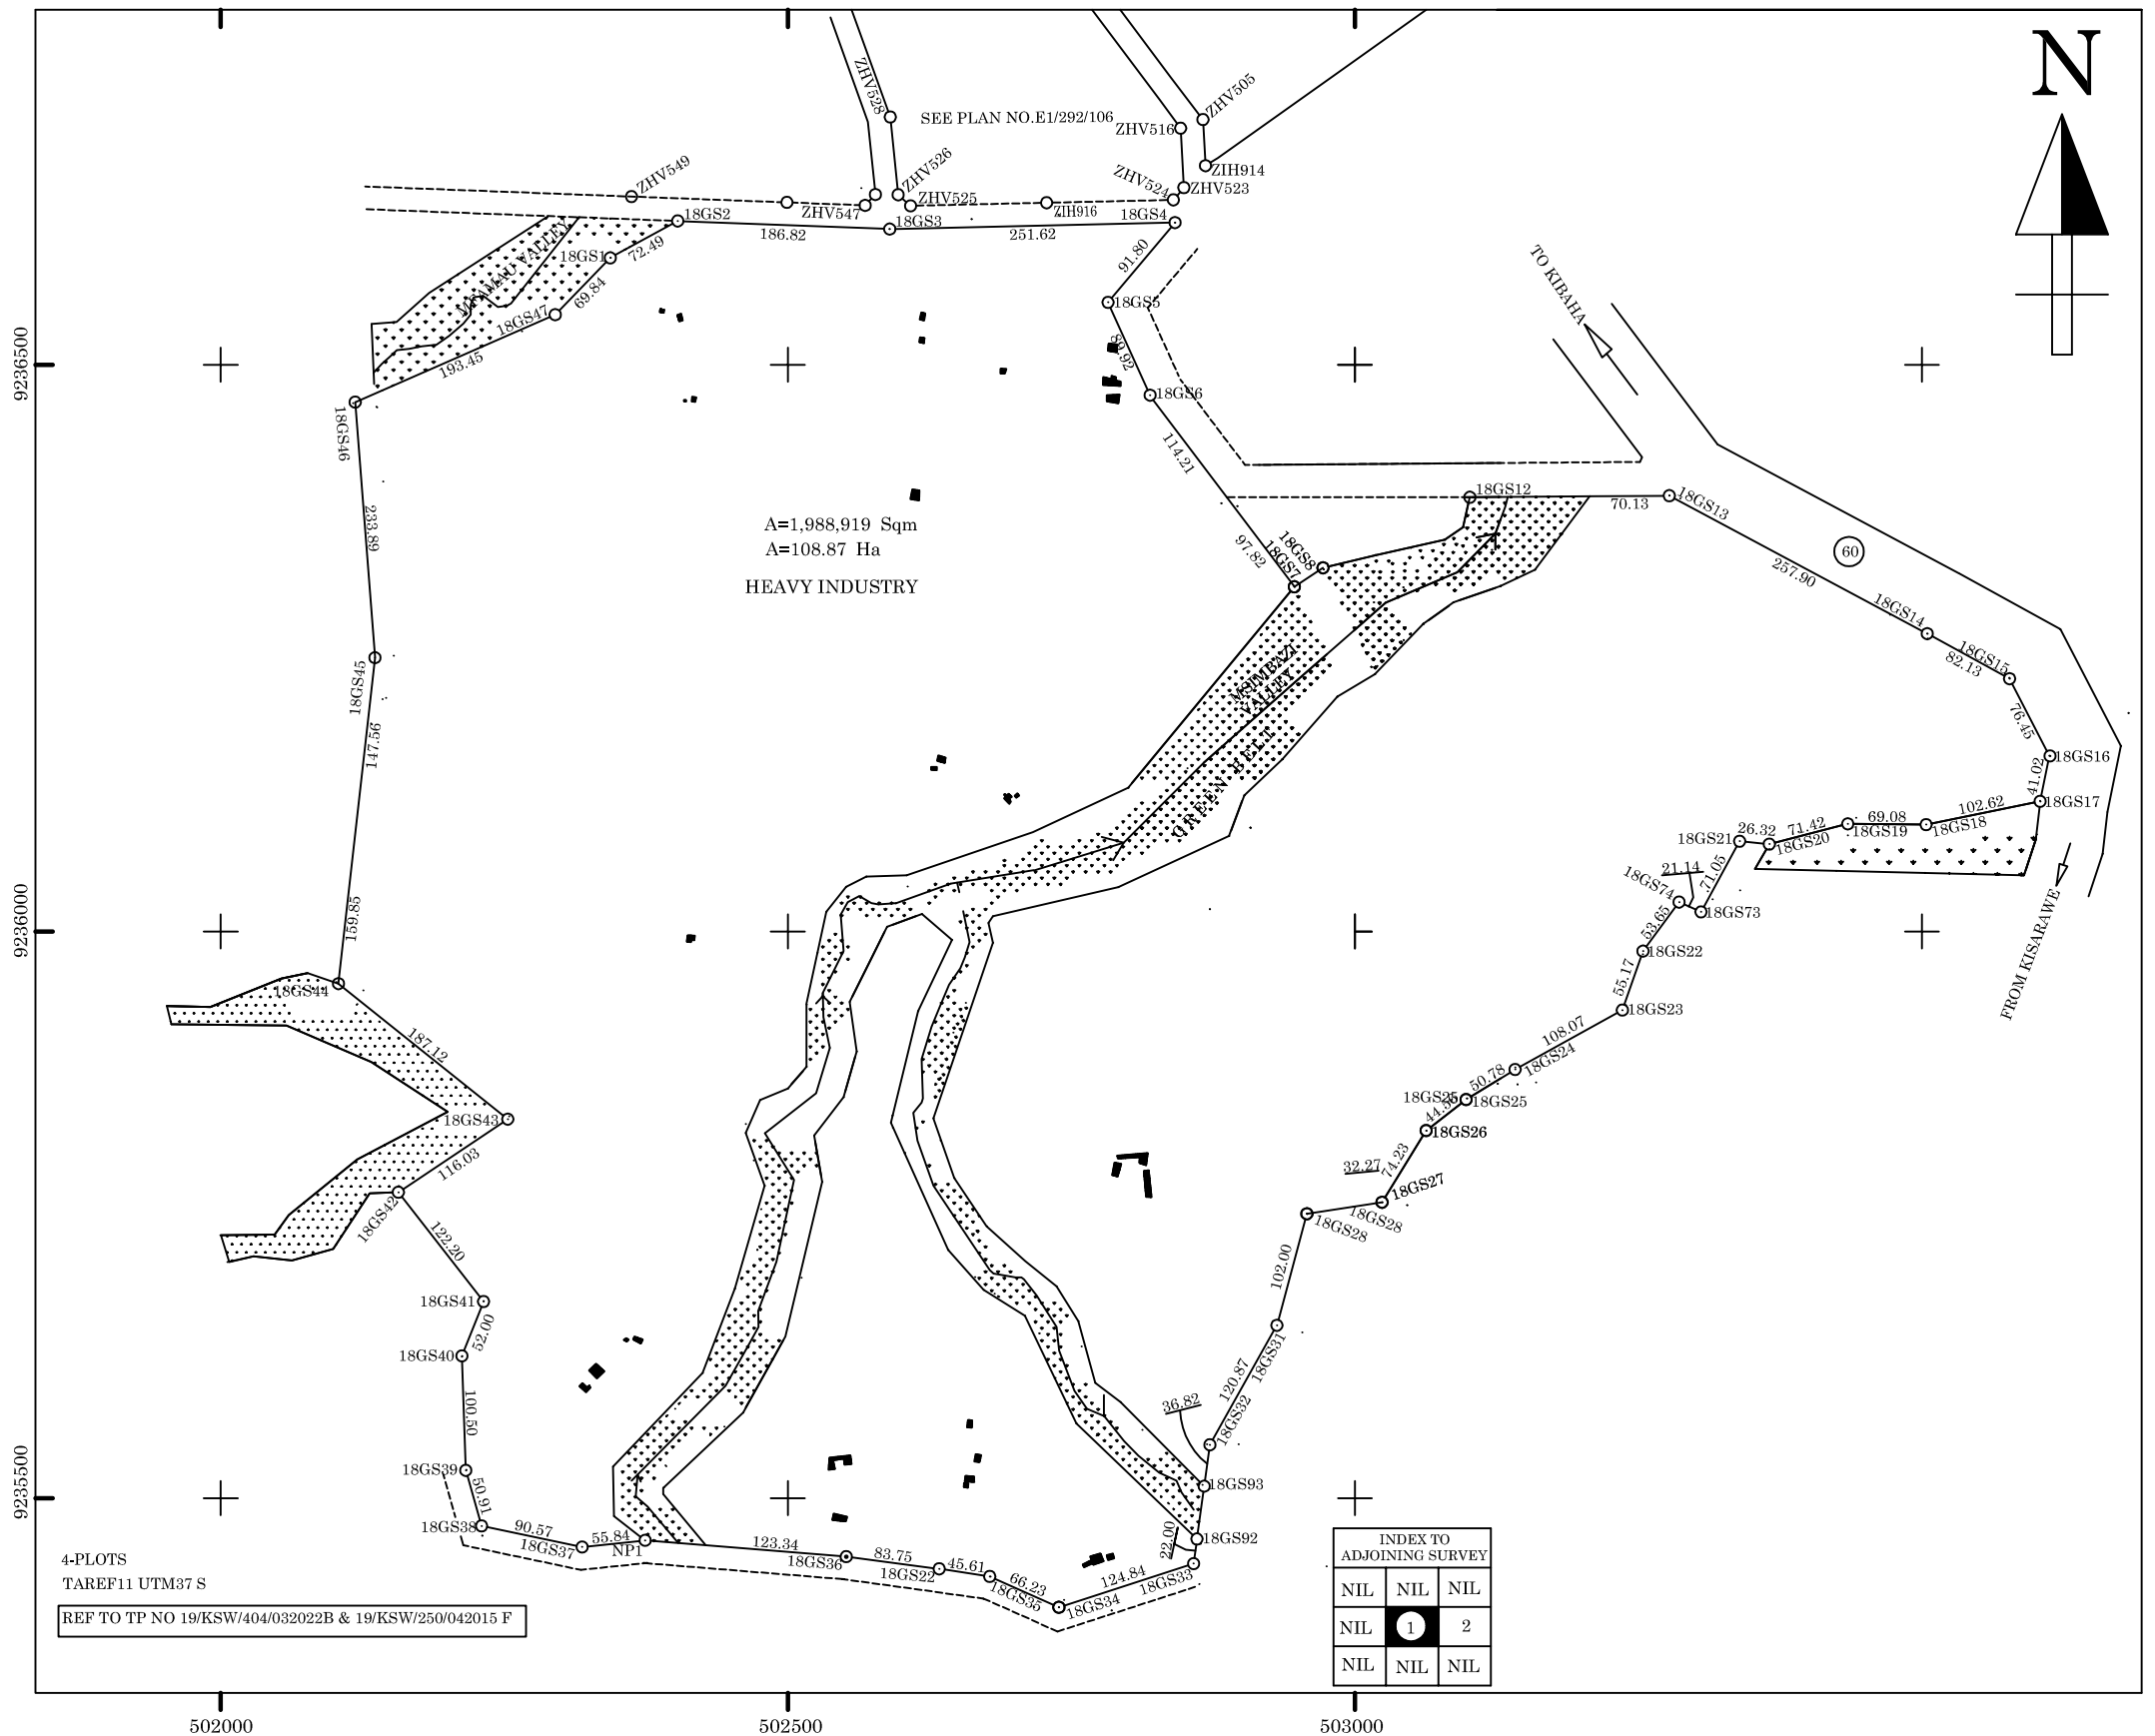 N
ZHV528
SEE PLAN NO.E1/292/106
ZHV505
ZHV516
ZHV549
ZHV526
ZIH914
ZHV524
ZHV523
ZHV547
ZHV525
ZIH916
18GS2
18GS3
18GS4
186.82
251.62
MTAMAU VALLEY
18GS1
72.49
91.80
TO KIBAHA
69.84
18GS47
18GS5
193.45
89.92
9236500
18GS6
18GS46
114.21
18GS12
70.13
18GS13
233.89
A=1,988,919 Sqm
A=108.87 Ha
HEAVY INDUSTRY
97.82
18GS7
18GS8
60
257.90
18GS14
18GS15
82.13
18GS45
MSIMBAZI
VALLEY
GREEN BELT
76.45
147.56
18GS16
41.02
18GS17
102.62
69.08
71.42
26.32
18GS21
18GS20
18GS19
18GS18
21.14
71.05
18GS74
18GS73
53.65
159.85
9236000
18GS22
FROM KISARAWE
18GS44
55.17
18GS23
187.12
108.07
18GS24
50.78
18GS25
18GS25
44.56
18GS43
18GS26
116.03
74.23
32.27
18GS27
18GS42
18GS28
18GS28
122.20
102.00
18GS41
52.00
18GS31
18GS40
120.87
100.50
36.82
18GS32
18GS39
50.91
18GS93
9235500
18GS38
90.57
18GS37
55.84
NP1
123.34
18GS36
83.75
18GS22
45.61
18GS35
66.23
18GS34
124.84
18GS33
22.00
18GS92
4-PLOTS
TAREF11 UTM37 S
REF TO TP NO 19/KSW/404/032022B & 19/KSW/250/042015 F
INDEX TO
ADJOINING SURVEY
NIL NIL NIL
NIL 1 2
NIL NIL NIL
502000
502500
503000